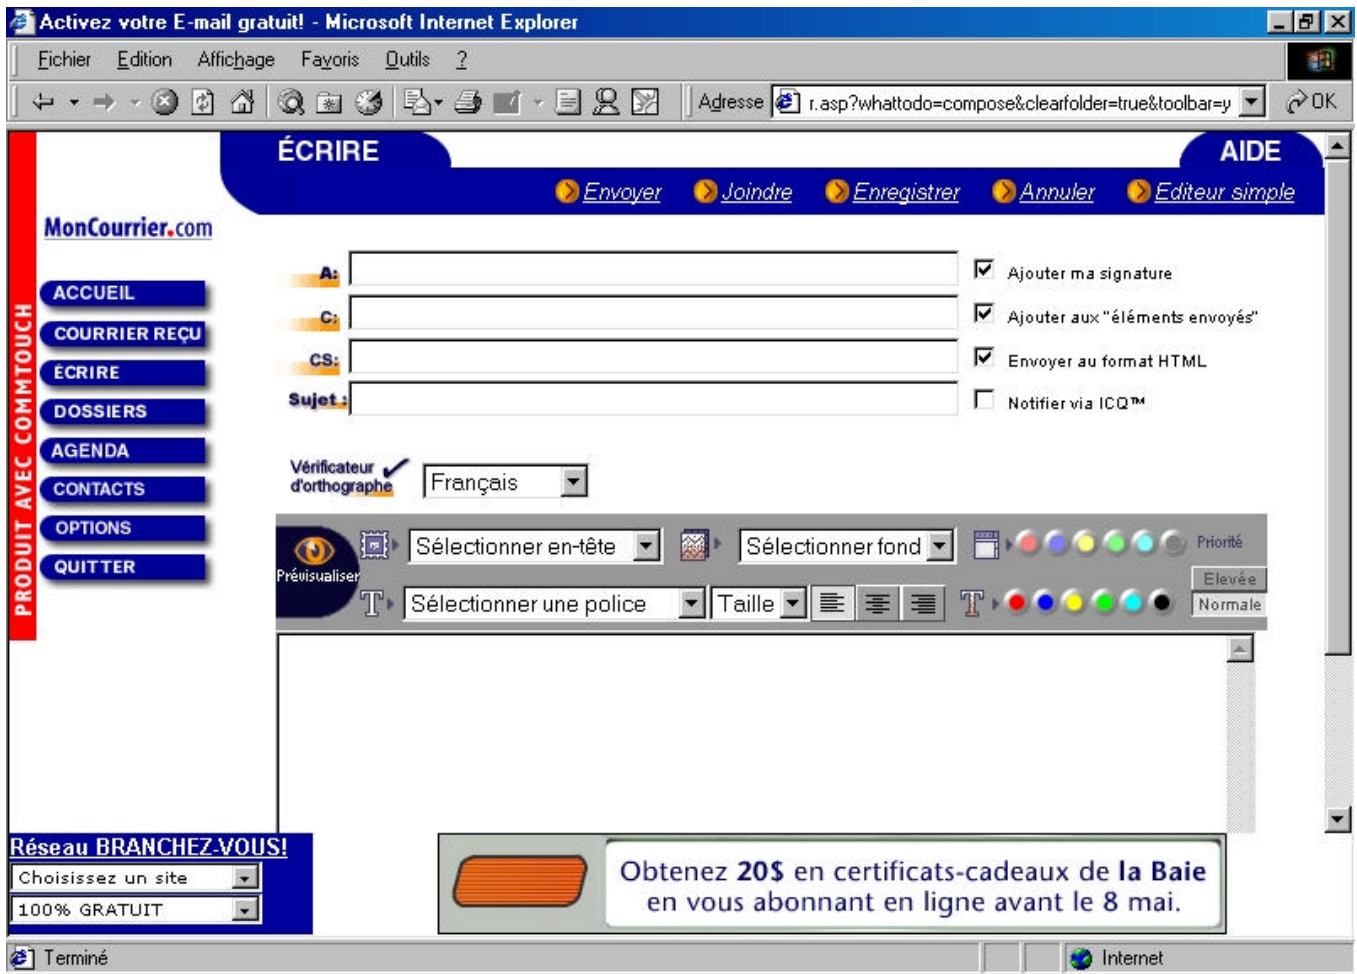 Activez votre E-mail gratuit! - Microsoft Internet Explorer
Fichier Edition Affichage Favoris Outils ?
Adresse r.asp?whattodo=compose&clearfolder=true&toolbar=y OK
ÉCRIRE AIDE
Envoyer Joindre Enregistrer Annuler Editeur simple
MonCourrier.com
PRODUIT AVEC COMMTOUCH
ACCUEIL
COURRIER REÇU
ÉCRIRE
DOSSIERS
AGENDA
CONTACTS
OPTIONS
QUITTER
A: Ajouter ma signature
C: Ajouter aux "éléments envoyés"
CS: Envoyer au format HTML
Sujet : Notifier via ICQ™
Vérificateur
d'orthographe Français
Sélectionner en-tête Sélectionner fond Priorité
Prévisualiser
Elevée
T Sélectionner une police Taille T Normale
Réseau BRANCHEZ-VOUS!
Choisissez un site
100% GRATUIT
Obtenez 20$ en certificats-cadeaux de la Baie
en vous abonnant en ligne avant le 8 mai.
Terminé Internet